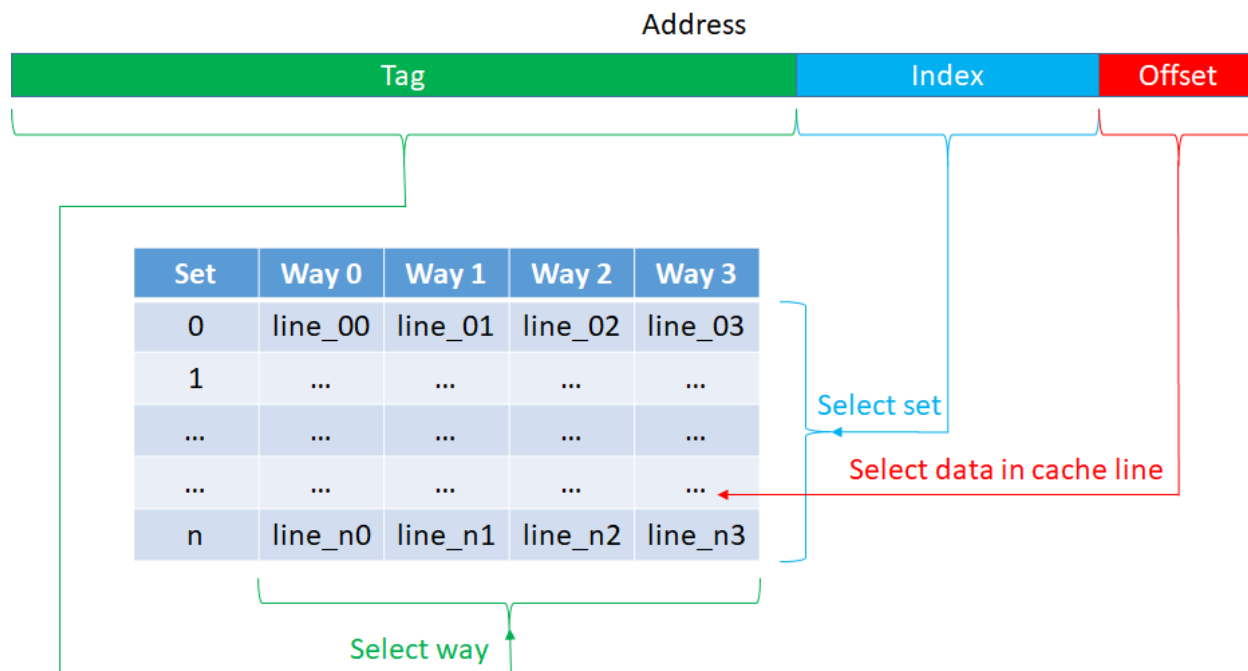 Address
Tag Index Offset
Set Way 0 Way 1 Way 2 Way 3
0 line_00 line_01 line_02 line_03
1 ... ... ... ...
... ... ... ... ...
... ... ... ... ...
n line_n0 line_n1 line_n2 line_n3
Select set
Select data in cache line
Select way